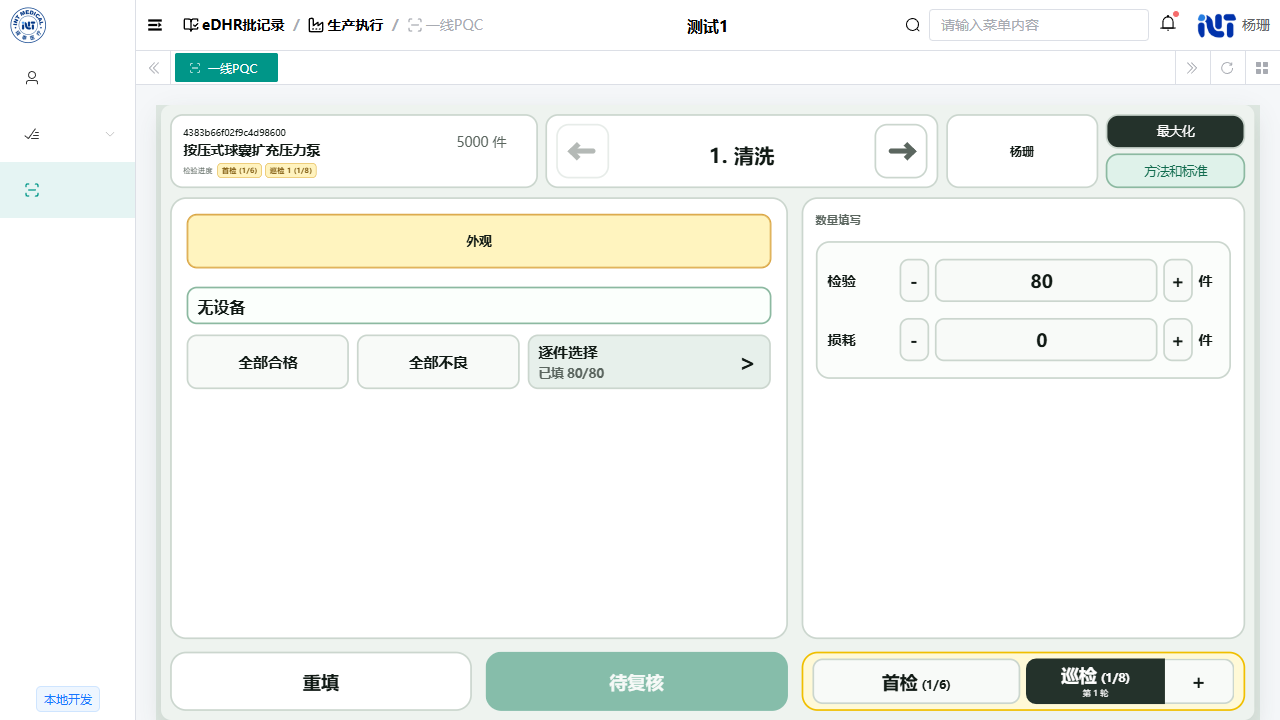 eDHR批记录 / 生产执行 / 一线PQC
测试1
请输入菜单内容
杨珊
一线PQC
4383b66f02f9c4d98600
按压式球囊扩充压力泵
5000 件
检验进度 首检 (1/6) 巡检 1 (1/8)
1. 清洗
杨珊
最大化
方法和标准
外观
无设备
全部合格
全部不良
逐件选择
已填 80/80
>
数量填写
检验 - 80 + 件
损耗 - 0 + 件
重填
待复核
首检 (1/6)
巡检 (1/8)
第 1 轮
+
本地开发